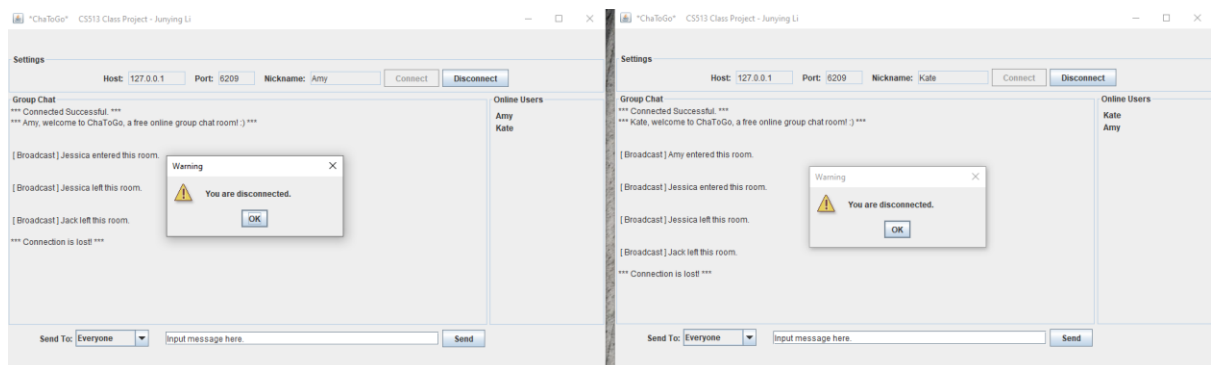 *ChaToGo* CS513 Class Project - Junying Li
Settings
Host: 127.0.0.1 Port: 6209 Nickname: Amy Connect Disconnect
Group Chat
*** Connected Successful. ***
*** Amy, welcome to ChaToGo, a free online group chat room! :) ***
[ Broadcast ] Jessica entered this room.
[ Broadcast ] Jessica left this room.
[ Broadcast ] Jack left this room.
*** Connection is lost! ***
Online Users
Amy
Kate
Warning
You are disconnected.
OK
Send To: Everyone Input message here. Send
*ChaToGo* CS513 Class Project - Junying Li
Settings
Host: 127.0.0.1 Port: 6209 Nickname: Kate Connect Disconnect
Group Chat
*** Connected Successful. ***
*** Kate, welcome to ChaToGo, a free online group chat room! :) ***
[ Broadcast ] Amy entered this room.
[ Broadcast ] Jessica entered this room.
[ Broadcast ] Jessica left this room.
[ Broadcast ] Jack left this room.
*** Connection is lost! ***
Online Users
Kate
Amy
Warning
You are disconnected.
OK
Send To: Everyone Input message here. Send